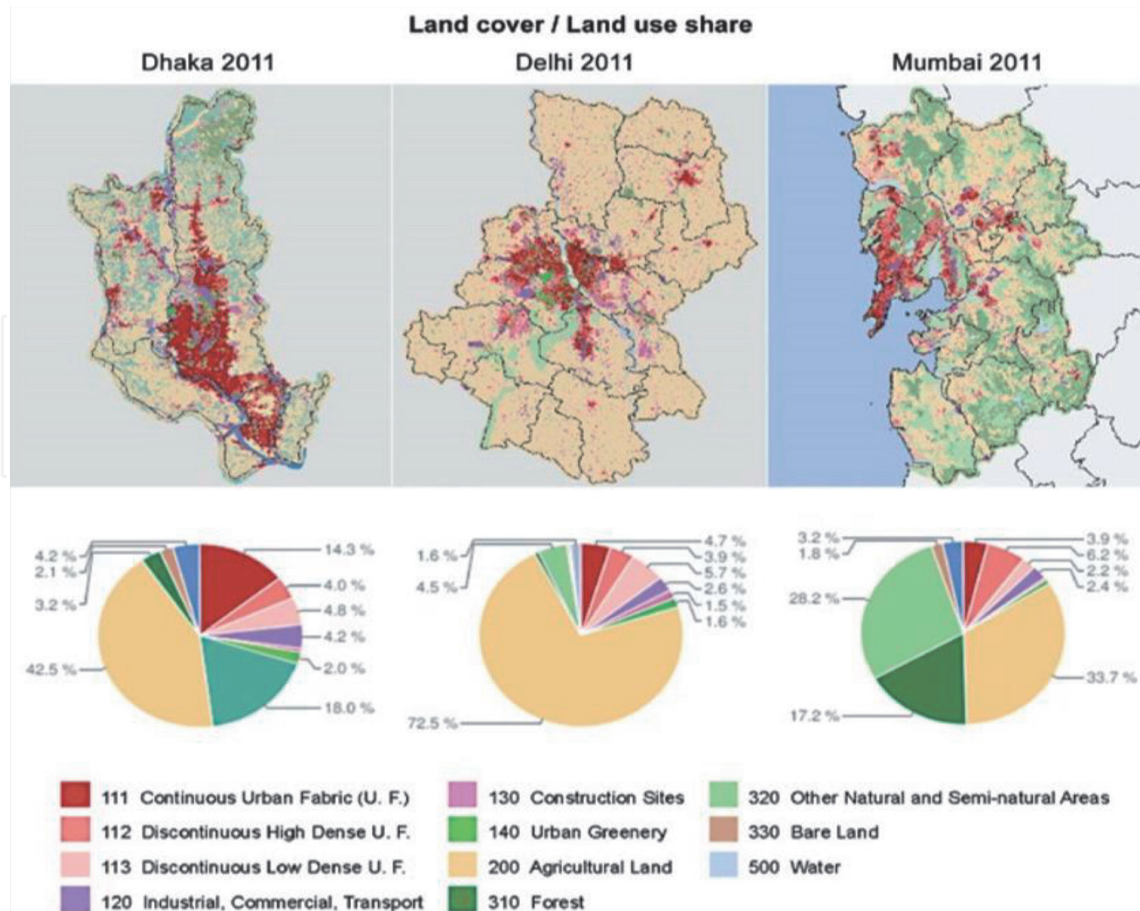 Land cover / Land use share
Dhaka 2011
Delhi 2011
Mumbai 2011
4.2 %
2.1 %
3.2 %
42.5 %
14.3 %
4.0 %
4.8 %
4.2 %
2.0 %
18.0 %
1.6 %
4.5 %
72.5 %
4.7 %
3.9 %
5.7 %
2.6 %
1.5 %
1.6 %
3.2 %
1.8 %
28.2 %
17.2 %
3.9 %
6.2 %
2.2 %
2.4 %
33.7 %
111 Continuous Urban Fabric (U. F.)
112 Discontinuous High Dense U. F.
113 Discontinuous Low Dense U. F.
120 Industrial, Commercial, Transport
130 Construction Sites
140 Urban Greenery
200 Agricultural Land
310 Forest
320 Other Natural and Semi-natural Areas
330 Bare Land
500 Water